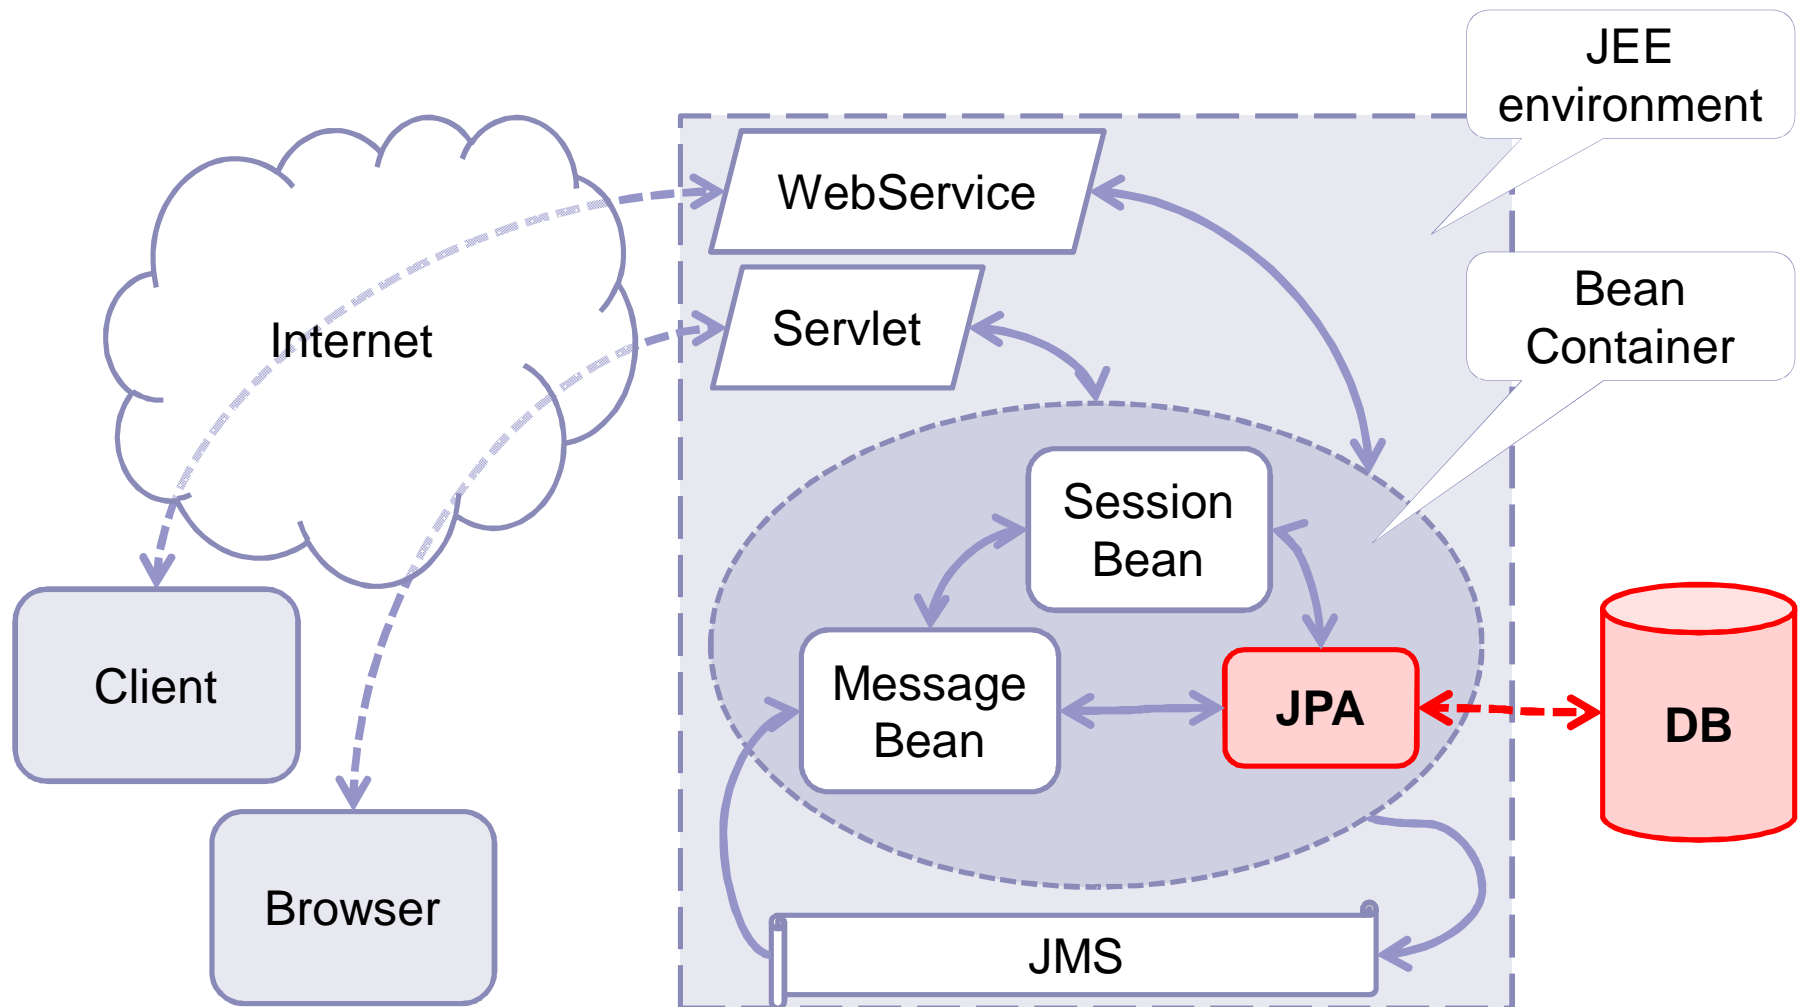 JEE
environment
WebService
Bean
Container
Servlet
Internet
Session
Bean
Client
Message
Bean
JPA
DB
Browser
JMS